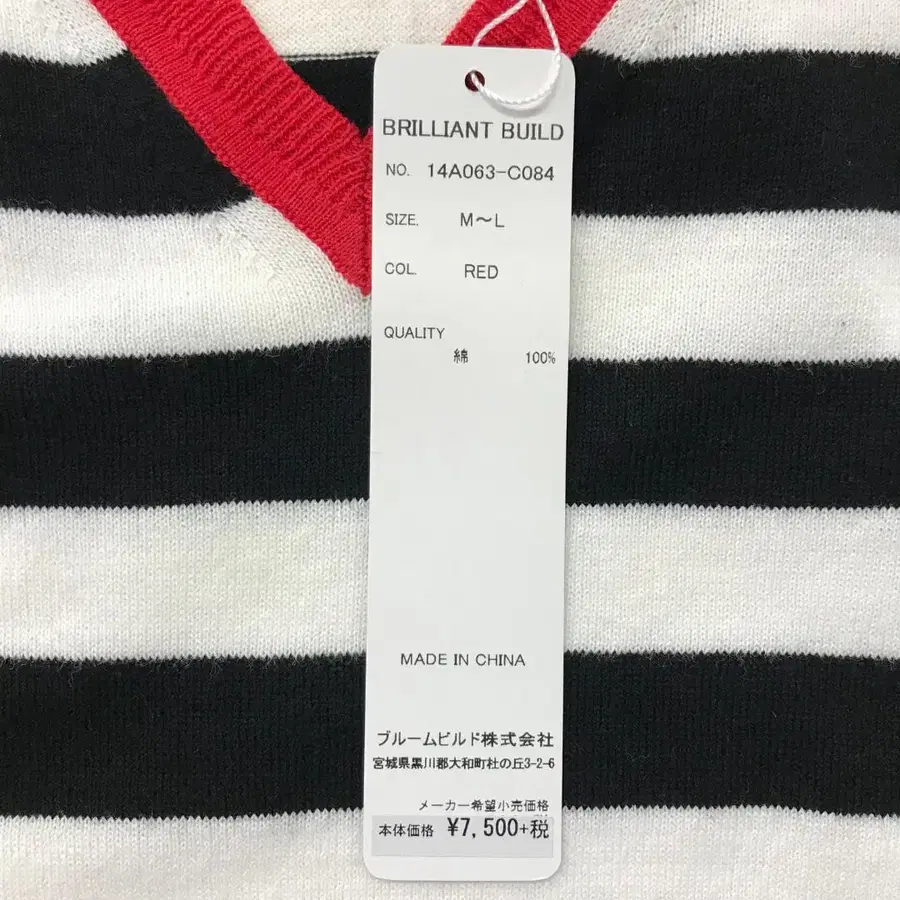 BRILLIANT BUILD
NO. 14A063-C084
SIZE. M～L
COL. RED
QUALITY
綿 100%
MADE IN CHINA
ブルームビルド株式会社
宮城県黒川郡大和町杜の丘3-2-6
メーカー希望小売価格
本体価格 ¥7,500+税